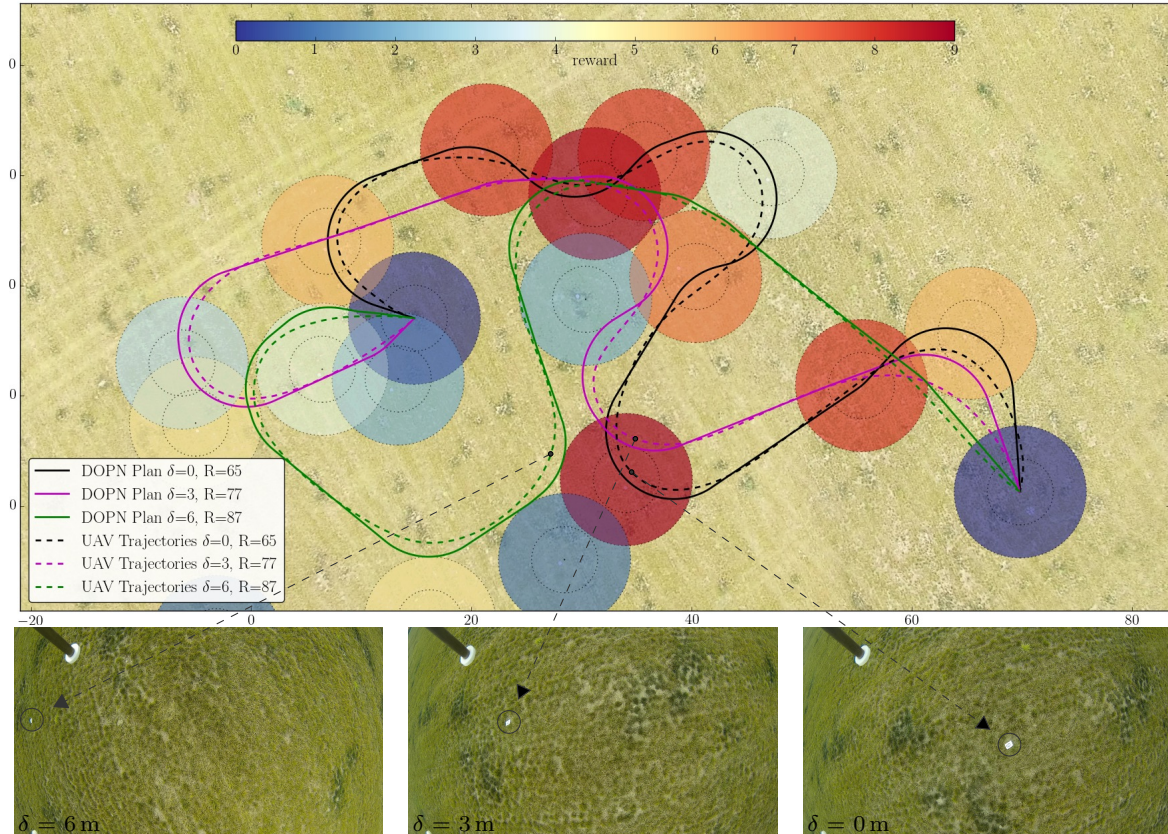 0 1 2 3 4 5 6 7 8 9
reward
0
0
0
0
0
DOPN Plan δ=0, R=65
DOPN Plan δ=3, R=77
DOPN Plan δ=6, R=87
UAV Trajectories δ=0, R=65
UAV Trajectories δ=3, R=77
UAV Trajectories δ=6, R=87
−20 0 20 40 60 80
δ = 6 m
δ = 3 m
δ = 0 m